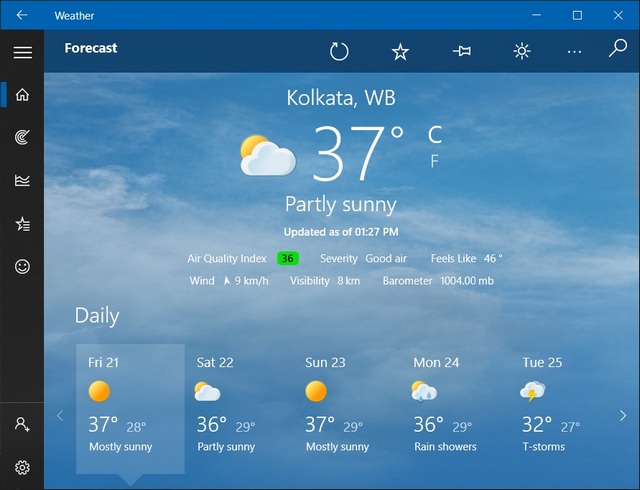 Weather
Forecast
Kolkata, WB
37° C
F
Partly sunny
Updated as of 01:27 PM
Air Quality Index 36 Severity Good air Feels Like 46°
Wind 9 km/h Visibility 8 km Barometer 1004.00 mb
Daily
Fri 21 Sat 22 Sun 23 Mon 24 Tue 25
37° 28° 36° 29° 37° 29° 36° 29° 32° 27°
Mostly sunny Partly sunny Mostly sunny Rain showers T-storms